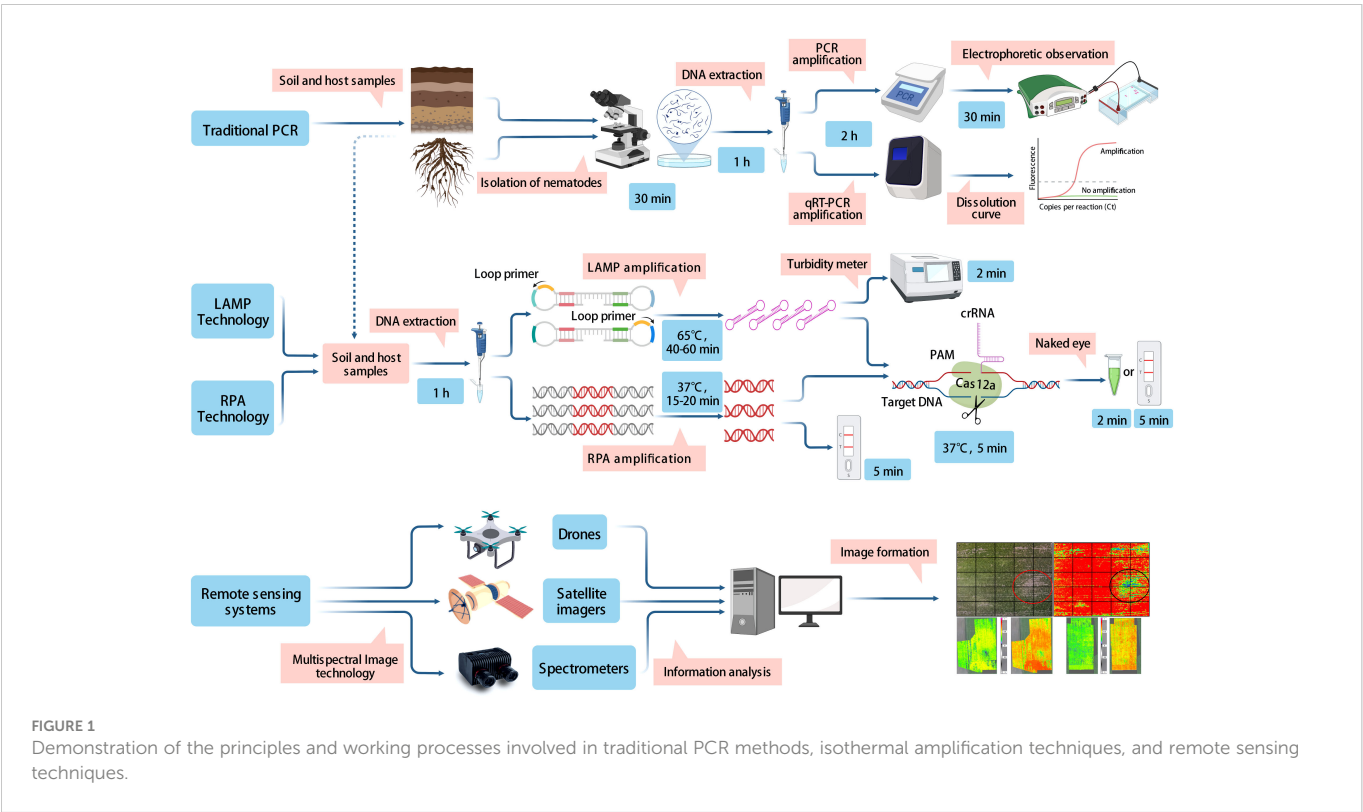 Soil and host samples
Traditional PCR
Isolation of nematodes
30 min
DNA extraction
1 h
PCR
amplification
2 h
qRT-PCR
amplification
PCR
Electrophoretic observation
30 min
Dissolution
curve
Fluorescence
Amplification
No amplification
Copies per reaction (Ct)
LAMP
Technology
RPA
Technology
Soil and host
samples
DNA extraction
1 h
Loop primer
LAMP amplification
Loop primer
65℃,
40-60 min
37℃,
15-20 min
RPA amplification
Turbidity meter
2 min
C
T
S
5 min
crRNA
PAM
Cas 12a
Target DNA
37℃, 5 min
Naked eye
or
C
T
S
2 min
5 min
Remote sensing
systems
Multispectral Image
technology
Drones
Satellite
imagers
Spectrometers
Information analysis
Image formation
FIGURE 1
Demonstration of the principles and working processes involved in traditional PCR methods, isothermal amplification techniques, and remote sensing
techniques.